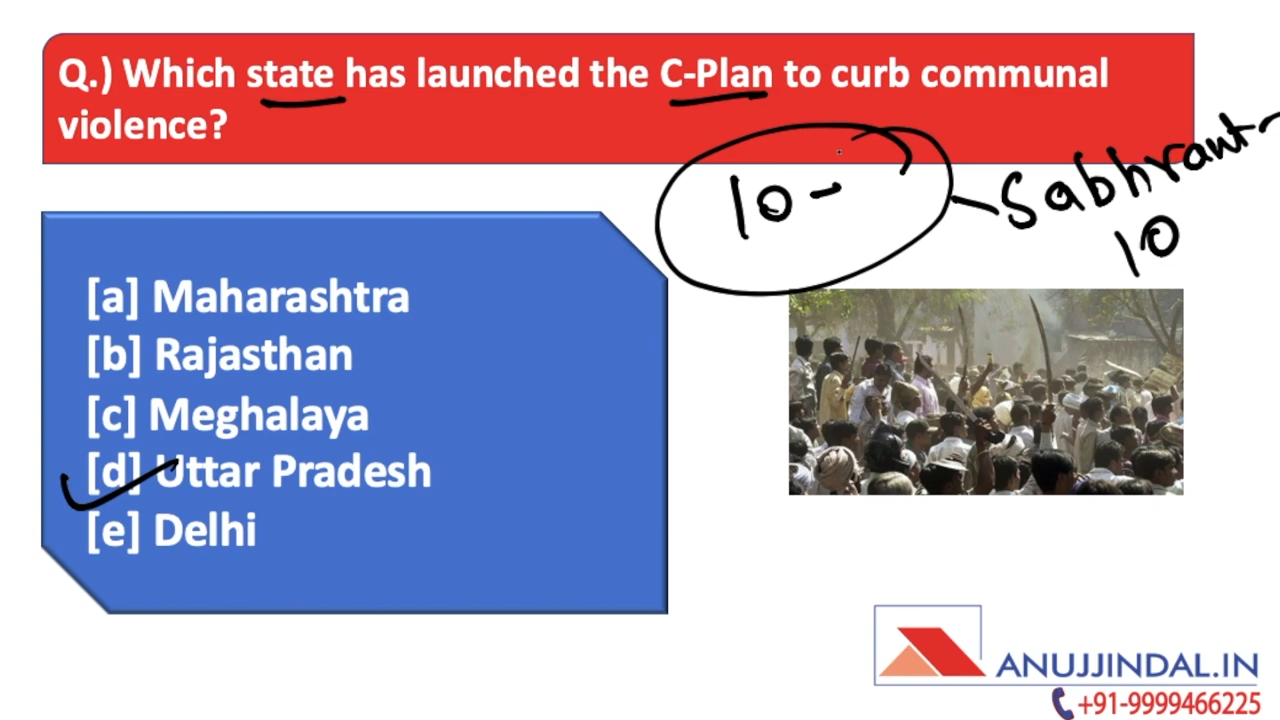 Q.) Which state has launched the C-Plan to curb communal
violence?
10 -
Sabhrant-
10
[a] Maharashtra
[b] Rajasthan
[c] Meghalaya
[d] Uttar Pradesh
[e] Delhi
ANUJJINDAL.IN
+91-9999466225